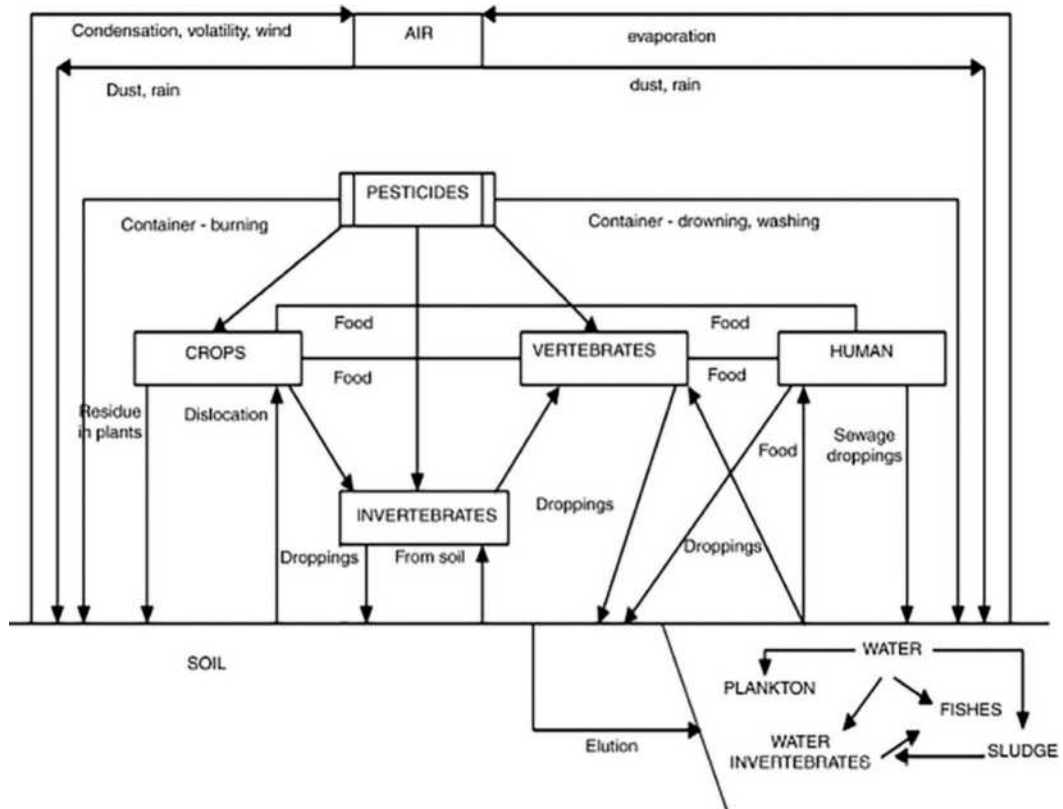 Condensation, volatility, wind
AIR
evaporation
Dust, rain
dust, rain
PESTICIDES
Container - burning
Container - drowning, washing
Food
Food
CROPS
VERTEBRATES
HUMAN
Food
Food
Residue
in plants
Dislocation
Food
Sewage
droppings
INVERTEBRATES
Droppings
Droppings
Droppings
From soil
SOIL
WATER
PLANKTON
FISHES
WATER
INVERTEBRATES
SLUDGE
Elution